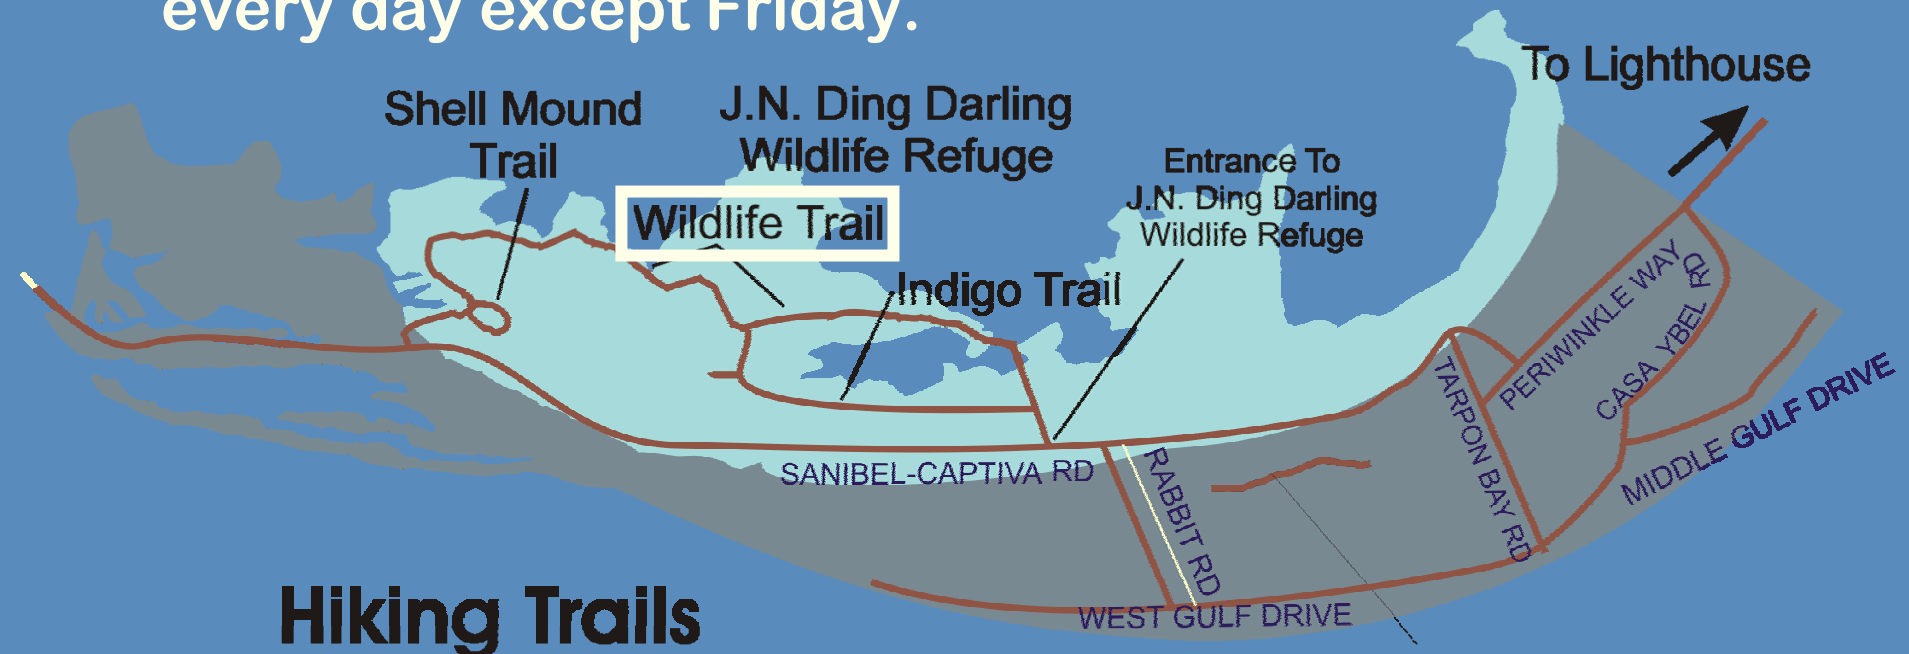 every day except Friday.
To Lighthouse
Shell Mound
Trail
J.N. Ding Darling
Wildlife Refuge
Entrance To
J.N. Ding Darling
Wildlife Refuge
Wildlife Trail
Indigo Trail
PERIWINKLE WAY
CASA YBEL RD
TARPON BAY RD
MIDDLE GULF DRIVE
SANIBEL-CAPTIVA RD
RABBIT RD
WEST GULF DRIVE
Hiking Trails